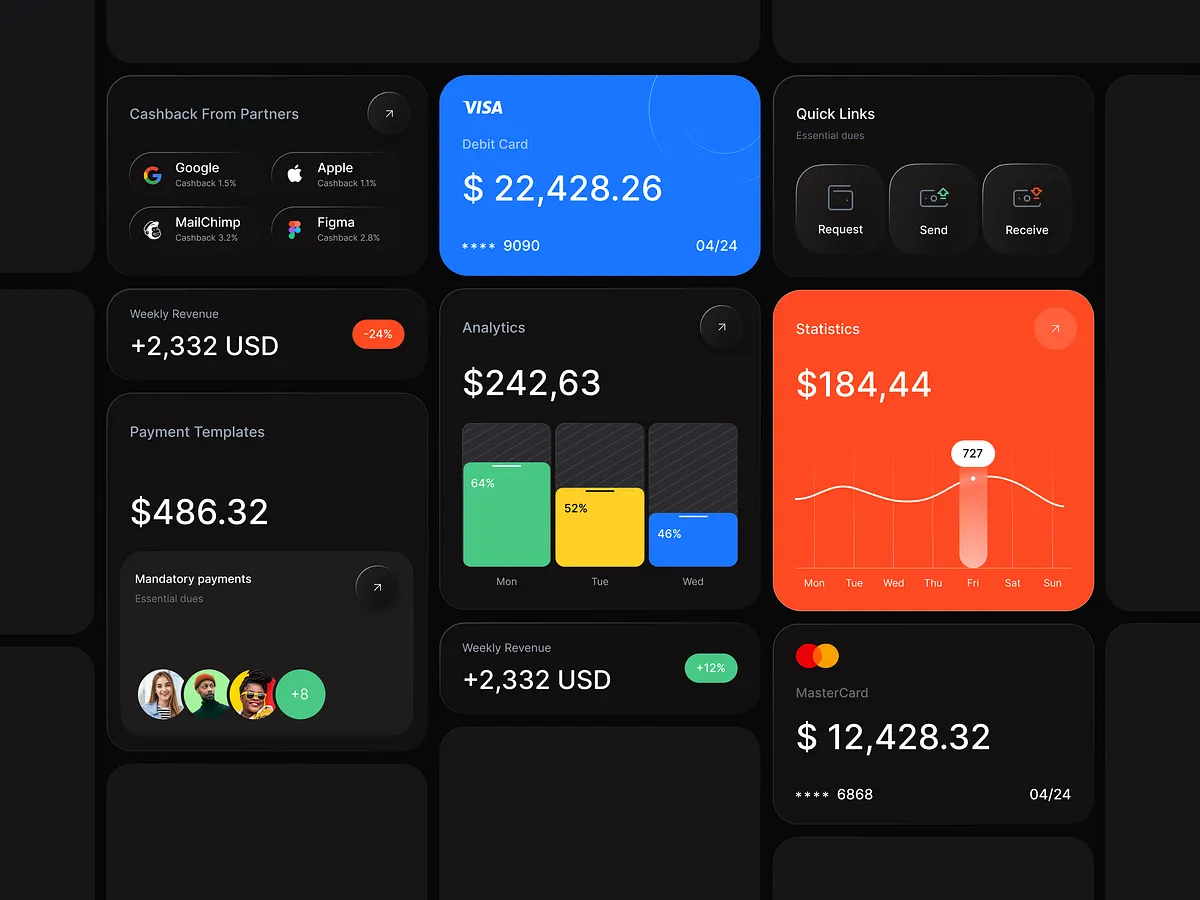 Cashback From Partners
Google
Cashback 1.5%
Apple
Cashback 1.1%
MailChimp
Cashback 3.2%
Figma
Cashback 2.8%
VISA
Debit Card
$ 22,428.26
**** 9090
04/24
Quick Links
Essential dues
Request
Send
Receive
Weekly Revenue
+2,332 USD
-24%
Payment Templates
$486.32
Mandatory payments
Essential dues
+8
Analytics
$242,63
64%
52%
46%
Mon
Tue
Wed
Weekly Revenue
+2,332 USD
+12%
Statistics
$184,44
727
Mon Tue Wed Thu Fri Sat Sun
MasterCard
$ 12,428.32
**** 6868
04/24